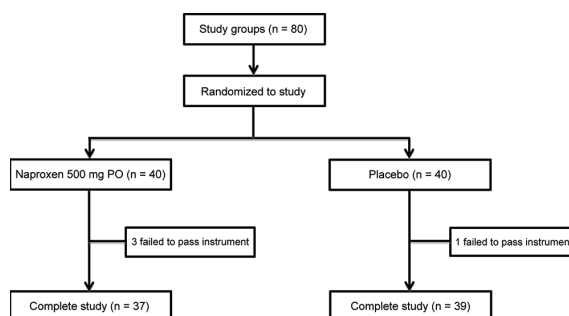 Study groups (n = 80)
Randomized to study
Naproxen 500 mg PO (n = 40)
Placebo (n = 40)
3 failed to pass instrument
1 failed to pass instrument
Complete study (n = 37)
Complete study (n = 39)